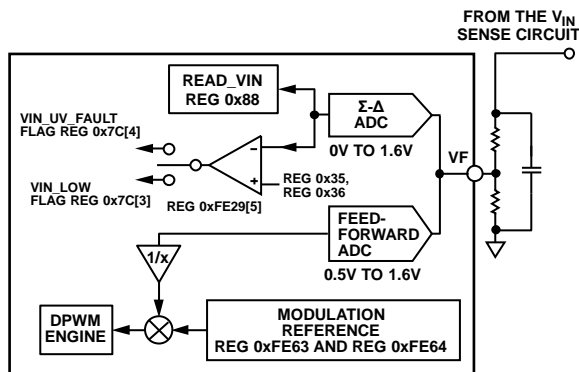 FROM THE VIN
SENSE CIRCUIT
READ_VIN
REG 0x88
Σ-Δ
ADC
VIN_UV_FAULT
FLAG REG 0x7C[4]
0V TO 1.6V
VF
–
+
REG 0x35,
REG 0x36
VIN_LOW
FLAG REG 0x7C[3]
REG 0xFE29[5]
FEED-
FORWARD
ADC
1/x
0.5V TO 1.6V
DPWM
ENGINE
MODULATION
REFERENCE
REG 0xFE63 AND REG 0xFE64